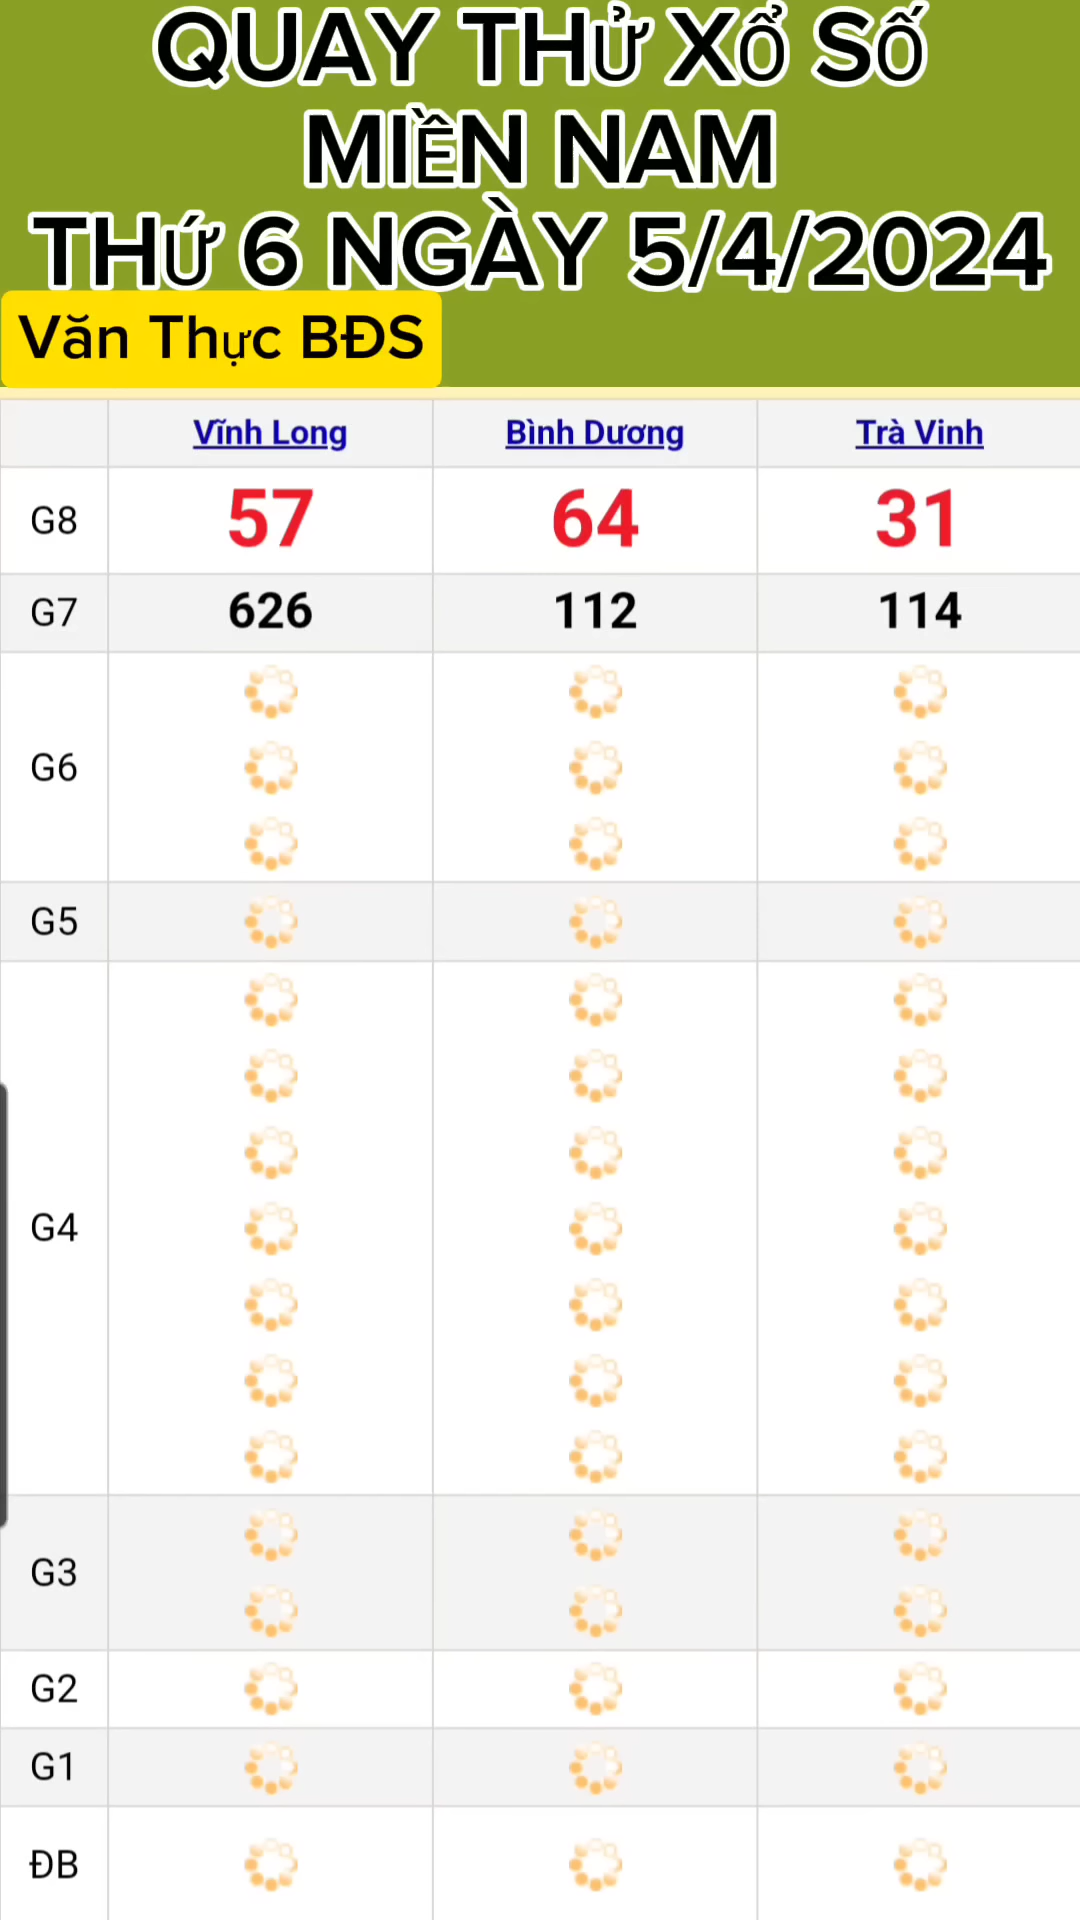 QUAY THỬ XỔ SỐ
MIỀN NAM
THỨ 6 NGÀY 5/4/2024
Văn Thực BĐS
Vĩnh Long Bình Dương Trà Vinh
G8 57 64 31
G7 626 112 114
G6
G5
G4
G3
G2
G1
ĐB